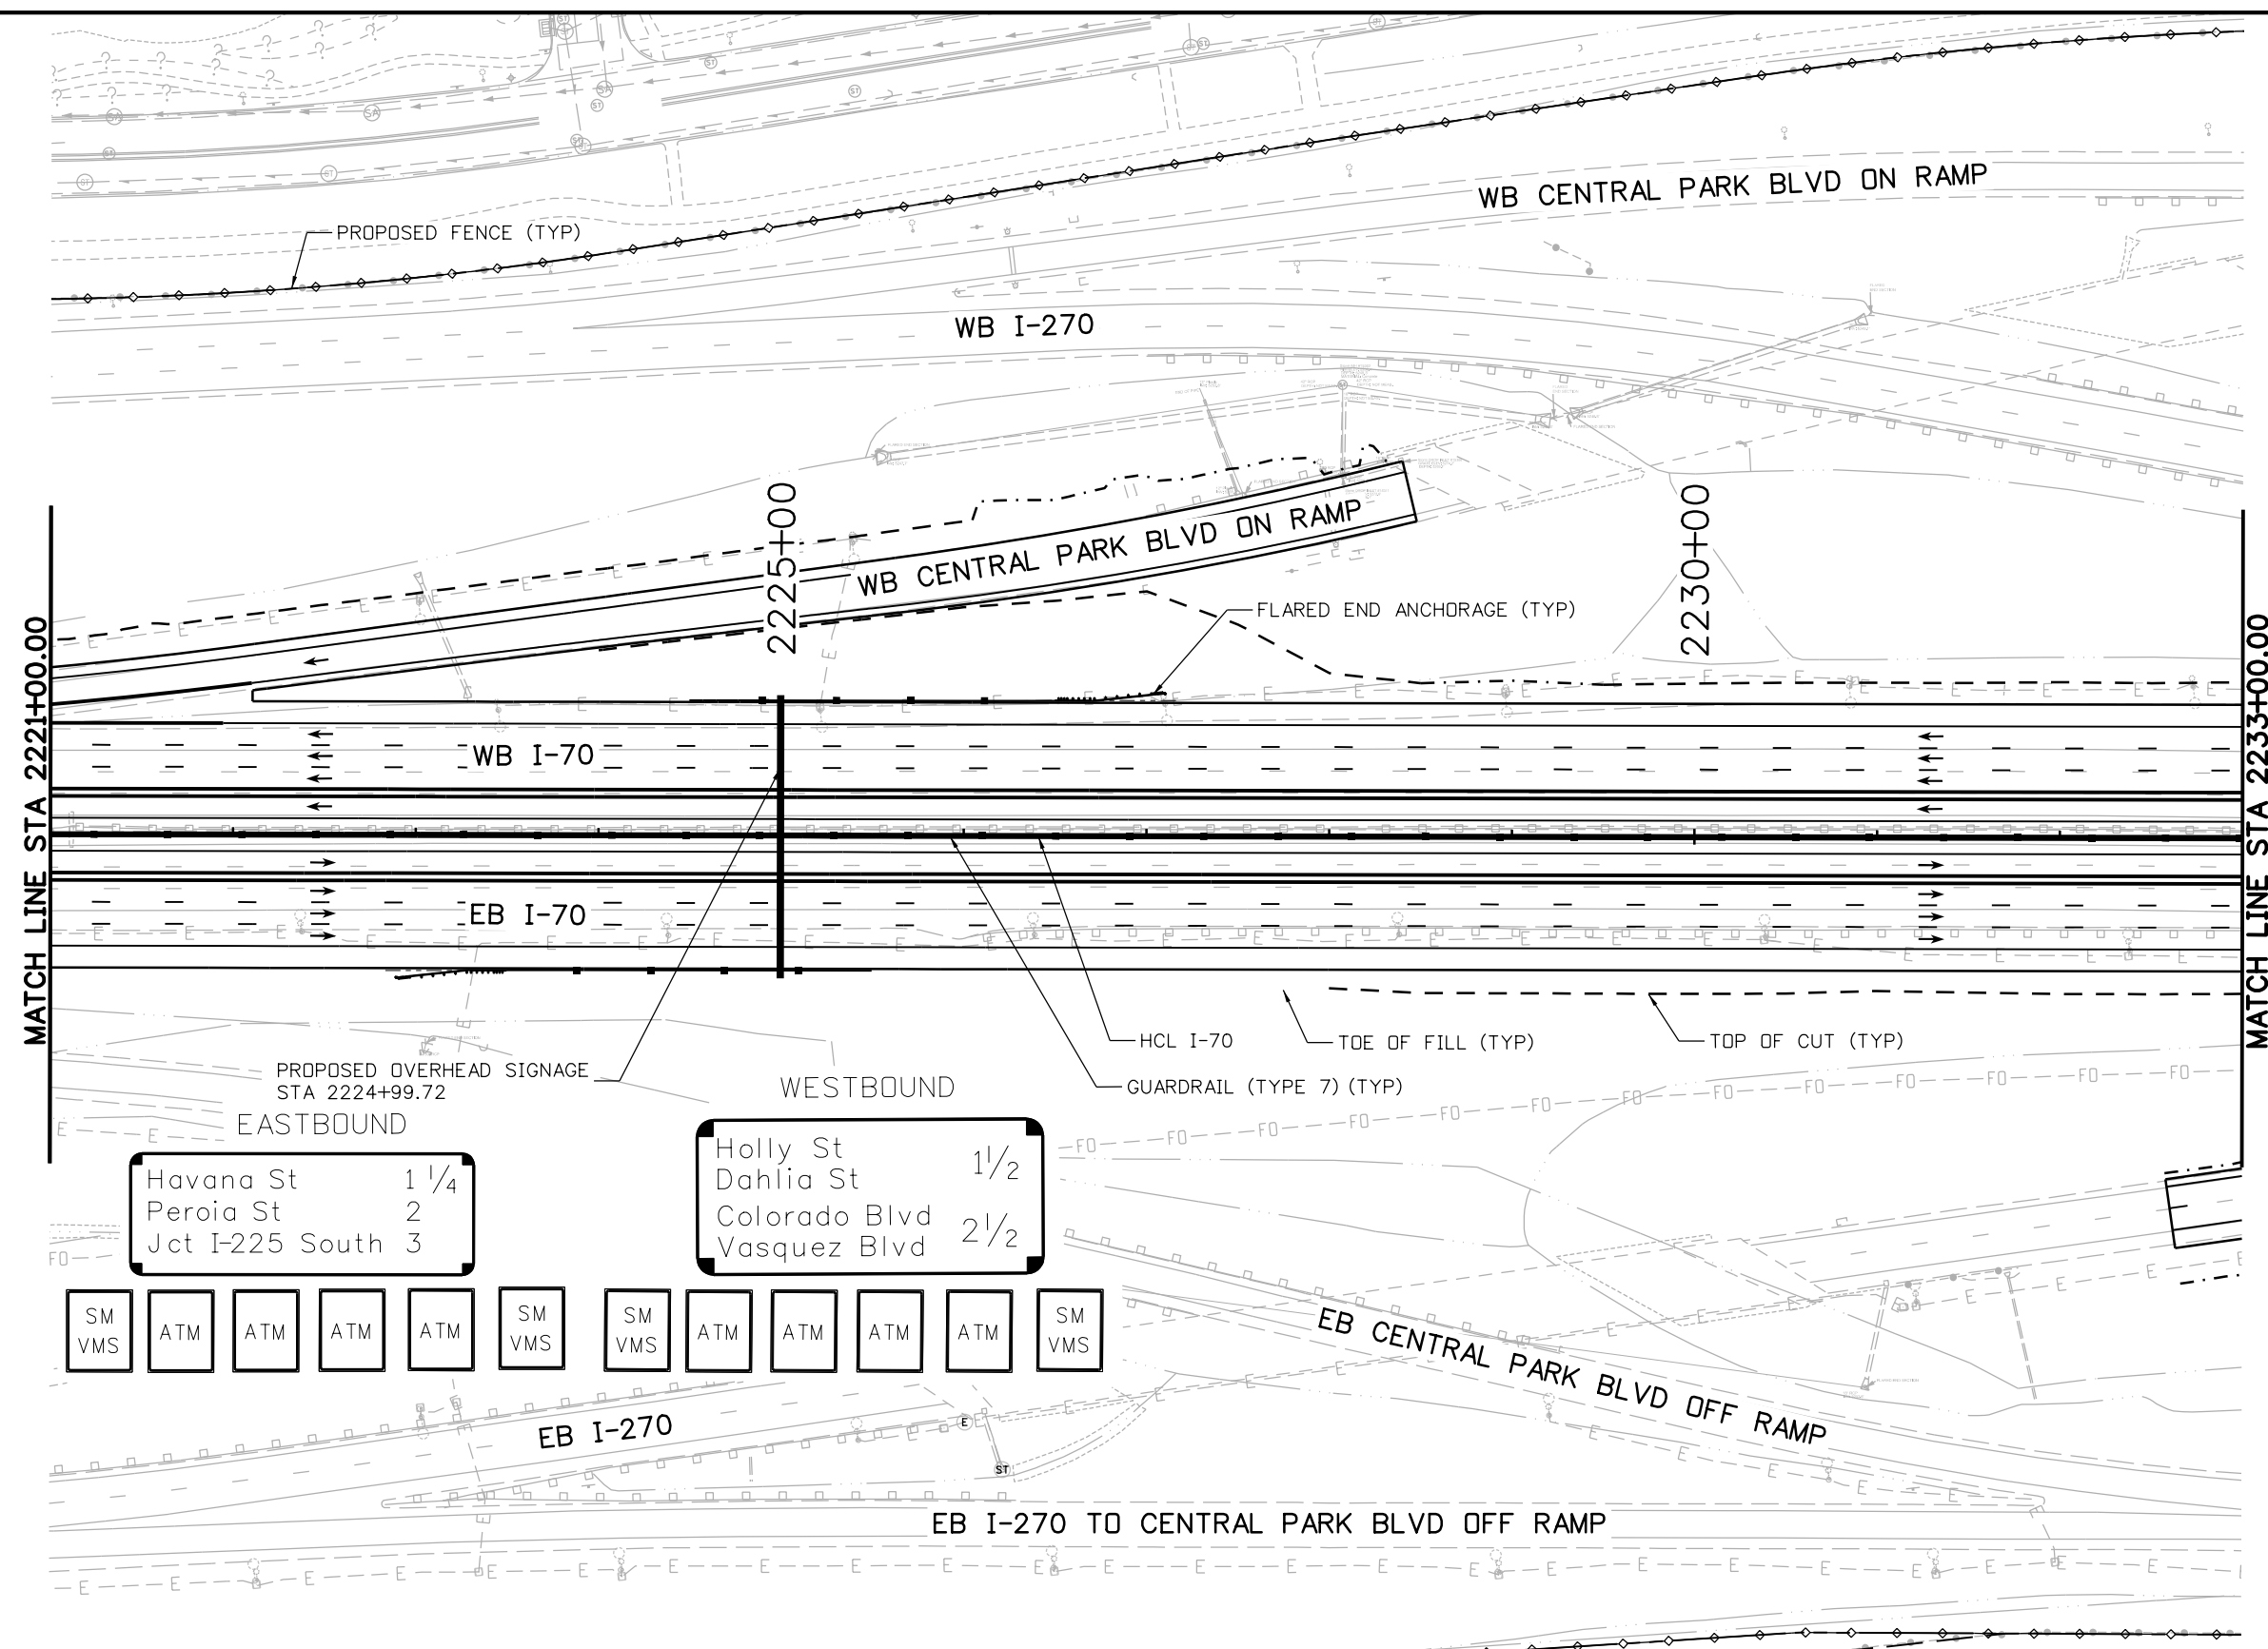 PROPOSED FENCE (TYP)
WB CENTRAL PARK BLVD ON RAMP
WB I-270
2225+00
WB CENTRAL PARK BLVD ON RAMP
2230+00
FLARED END ANCHORAGE (TYP)
MATCH LINE STA 2221+00.00
MATCH LINE STA 2233+00.00
WB I-70
EB I-70
HCL I-70
TOE OF FILL (TYP)
TOP OF CUT (TYP)
GUARDRAIL (TYPE 7) (TYP)
PROPOSED OVERHEAD SIGNAGE
STA 2224+99.72
EASTBOUND
Havana St 1 1/4
Peroia St 2
Jct I-225 South 3
WESTBOUND
Holly St
Dahlia St
1 1/2
Colorado Blvd
Vasquez Blvd
2 1/2
SM
VMS
ATM
ATM
ATM
ATM
SM
VMS
SM
VMS
ATM
ATM
ATM
ATM
SM
VMS
EB CENTRAL PARK BLVD OFF RAMP
EB I-270
E
ST
EB I-270 TO CENTRAL PARK BLVD OFF RAMP